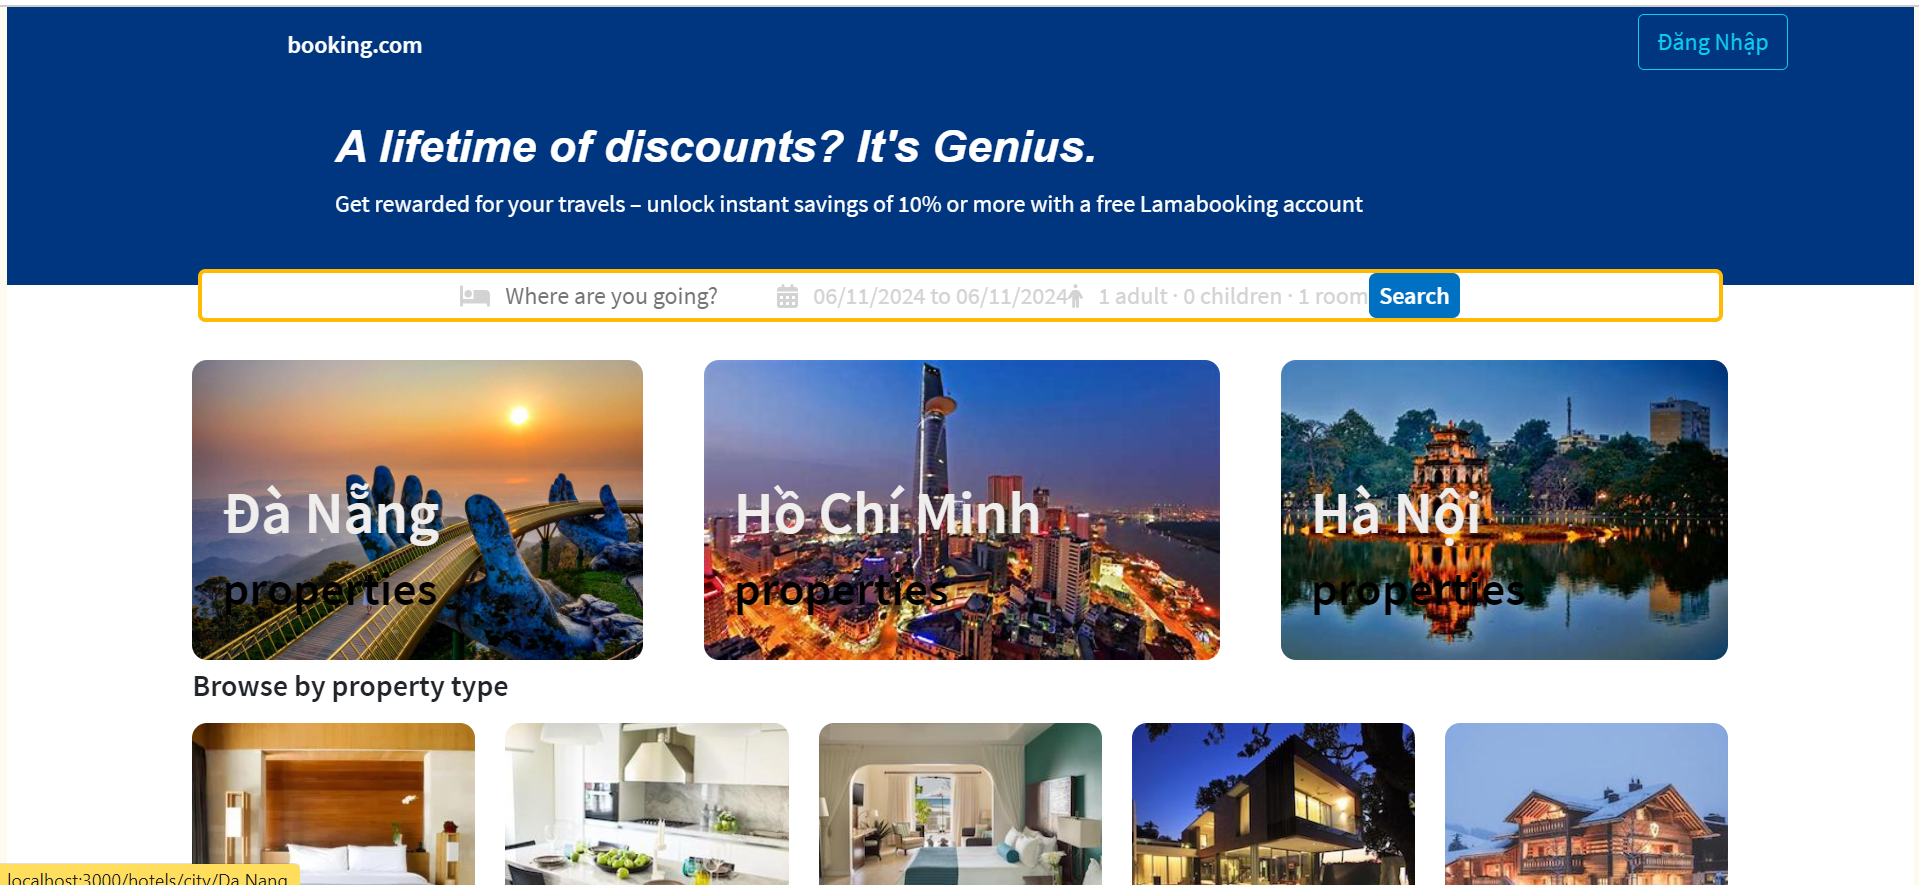 booking.com
Đăng Nhập
A lifetime of discounts? It's Genius.
Get rewarded for your travels – unlock instant savings of 10% or more with a free Lamabooking account
Where are you going?
06/11/2024 to 06/11/2024
1 adult · 0 children · 1 room
Search
Đà Nẵng
properties
Hồ Chí Minh
properties
Hà Nội
properties
Browse by property type
localhost:3000/hotels/city/Da Nang